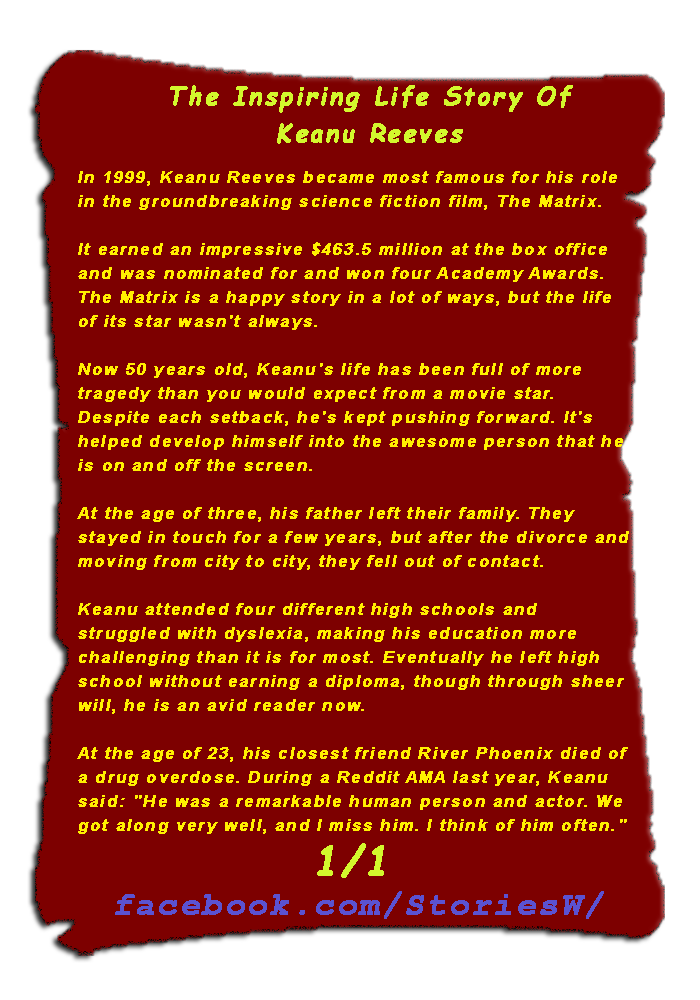 The Inspiring Life Story Of
Keanu Reeves
In 1999, Keanu Reeves became most famous for his role
in the groundbreaking science fiction film, The Matrix.
It earned an impressive $463.5 million at the box office
and was nominated for and won four Academy Awards.
The Matrix is a happy story in a lot of ways, but the life
of its star wasn't always.
Now 50 years old, Keanu's life has been full of more
tragedy than you would expect from a movie star.
Despite each setback, he's kept pushing forward. It's
helped develop himself into the awesome person that he
is on and off the screen.
At the age of three, his father left their family. They
stayed in touch for a few years, but after the divorce and
moving from city to city, they fell out of contact.
Keanu attended four different high schools and
struggled with dyslexia, making his education more
challenging than it is for most. Eventually he left high
school without earning a diploma, though through sheer
will, he is an avid reader now.
At the age of 23, his closest friend River Phoenix died of
a drug overdose. During a Reddit AMA last year, Keanu
said: "He was a remarkable human person and actor. We
got along very well, and I miss him. I think of him often."
1/1
facebook.com/StoriesW/